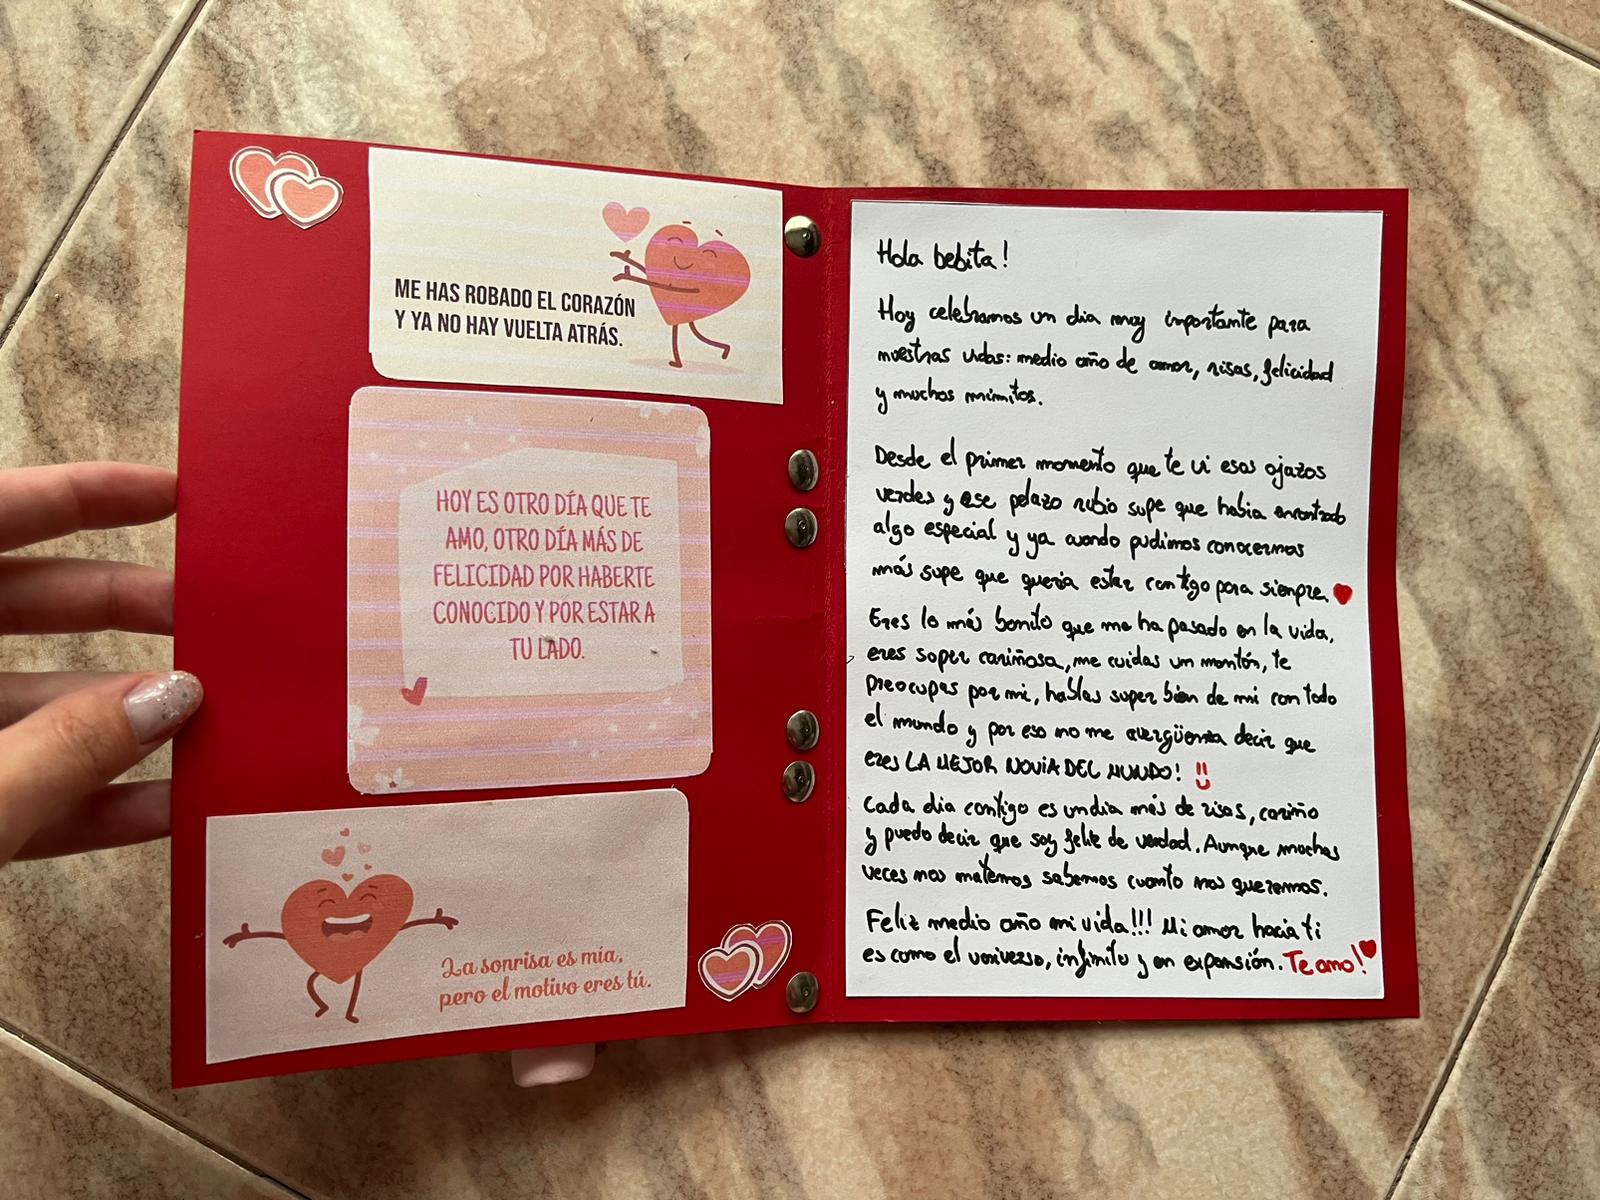 ME HAS ROBADO EL CORAZÓN
Y YA NO HAY VUELTA ATRÁS.
HOY ES OTRO DÍA QUE TE
AMO, OTRO DÍA MÁS DE
FELICIDAD POR HABERTE
CONOCIDO Y POR ESTAR A
TU LADO.
La sonrisa es mía,
pero el motivo eres tú.
Hola bebita!
Hoy celebramos un dia muy importante para
nuestras vidas: medio año de amor, risas, felicidad
y muchos mimitos.
Desde el primer momento que te vi esos ojazos
verdes y ese pelazo rubio supe que habia encontrado
algo especial y ya cuando pudimos conocernos
más supe que queria estar contigo para siempre.
Eres lo más bonito que me ha pasado en la vida,
eres super cariñosa, me cuidas un montón, te
preocupas por mi, hablas super bien de mi con todo
el mundo y por eso no me avergüenza decir que
eres LA MEJOR NOVIA DEL MUNDO!
Cada dia contigo es un dia más de risas, cariño
y puedo decir que soy feliz de verdad. Aunque muchas
veces nos matemos sabemos cuanto nos queremos.
Feliz medio año mi vida!!! Mi amor hacia ti
es como el universo, infinito y en expansión. Te amo!